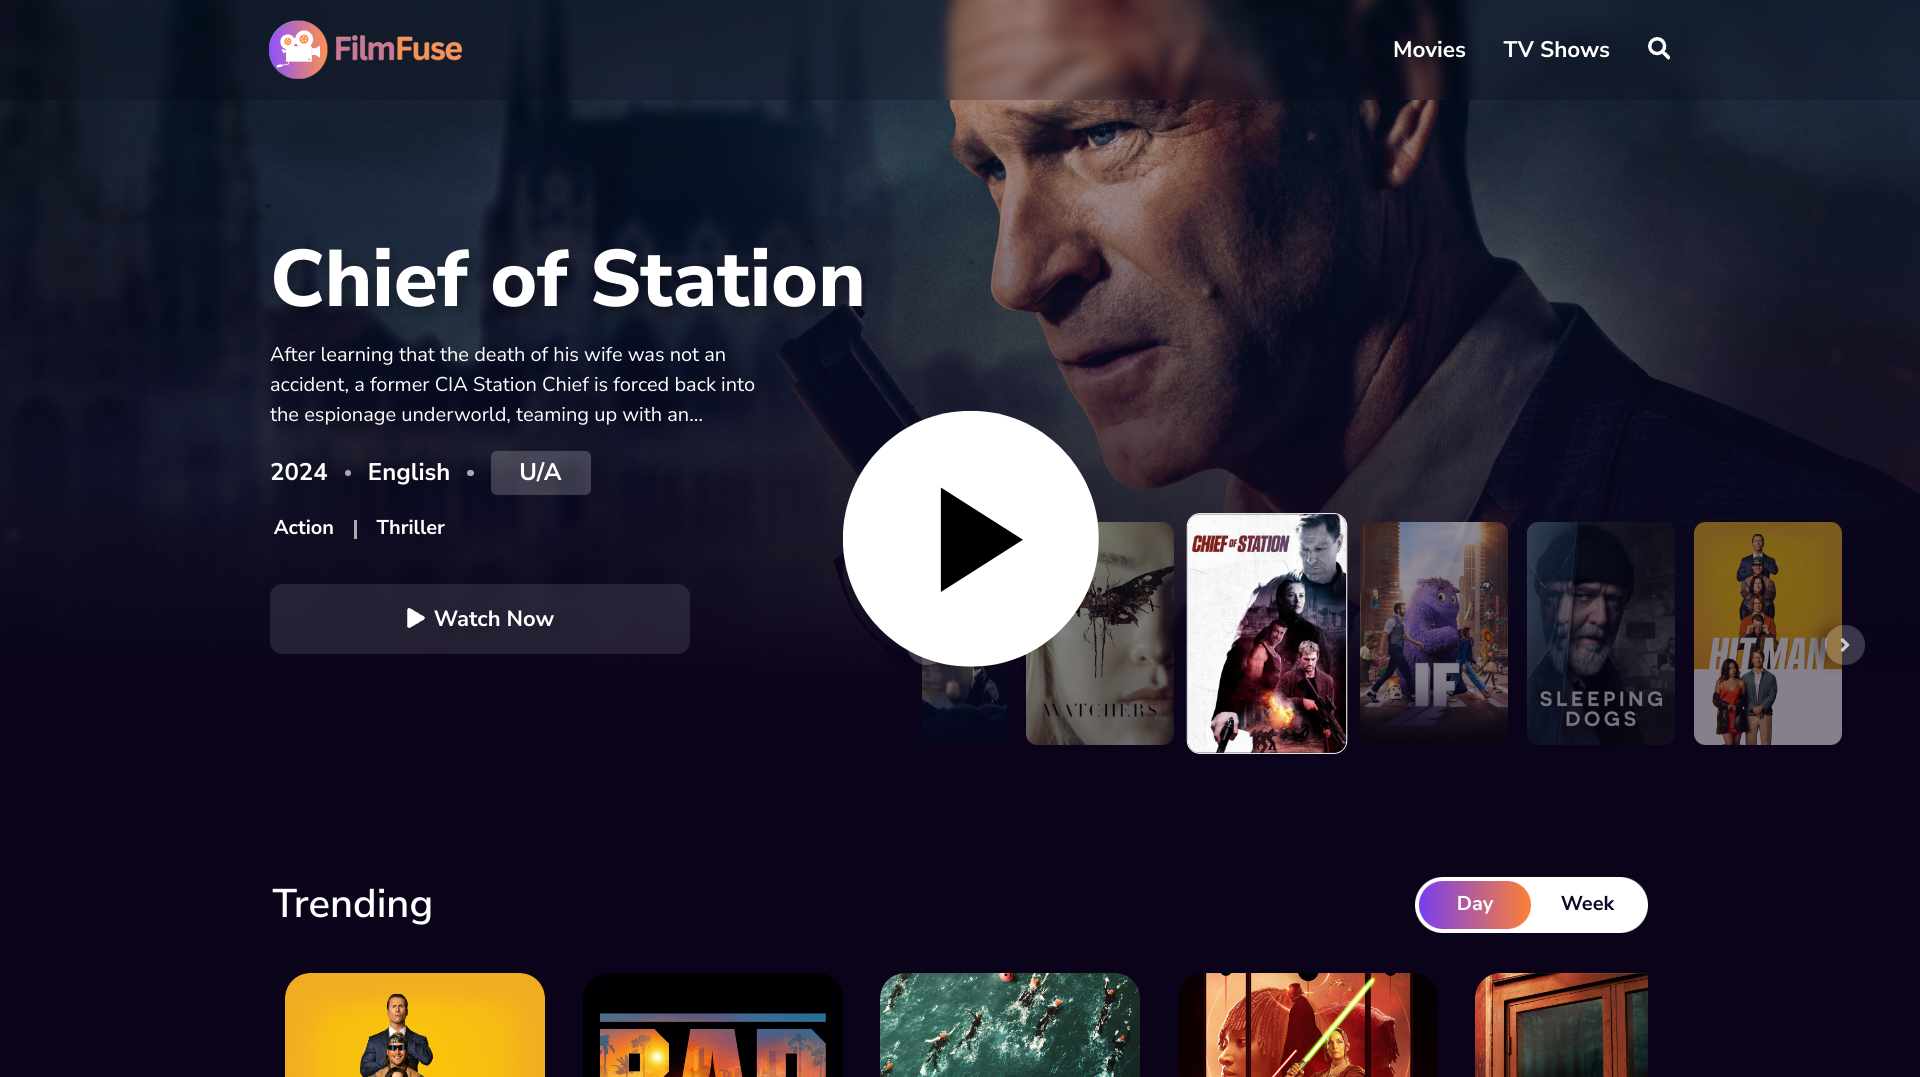 FilmFuse
Movies
TV Shows
Chief of Station
After learning that the death of his wife was not an
accident, a former CIA Station Chief is forced back into
the espionage underworld, teaming up with an...
2024 • English • U/A
Action | Thriller
Watch Now
WATCHERS
CHIEF OF STATION
IF
SLEEPING
DOGS
HIT MAN
Trending
Day
Week
BAD